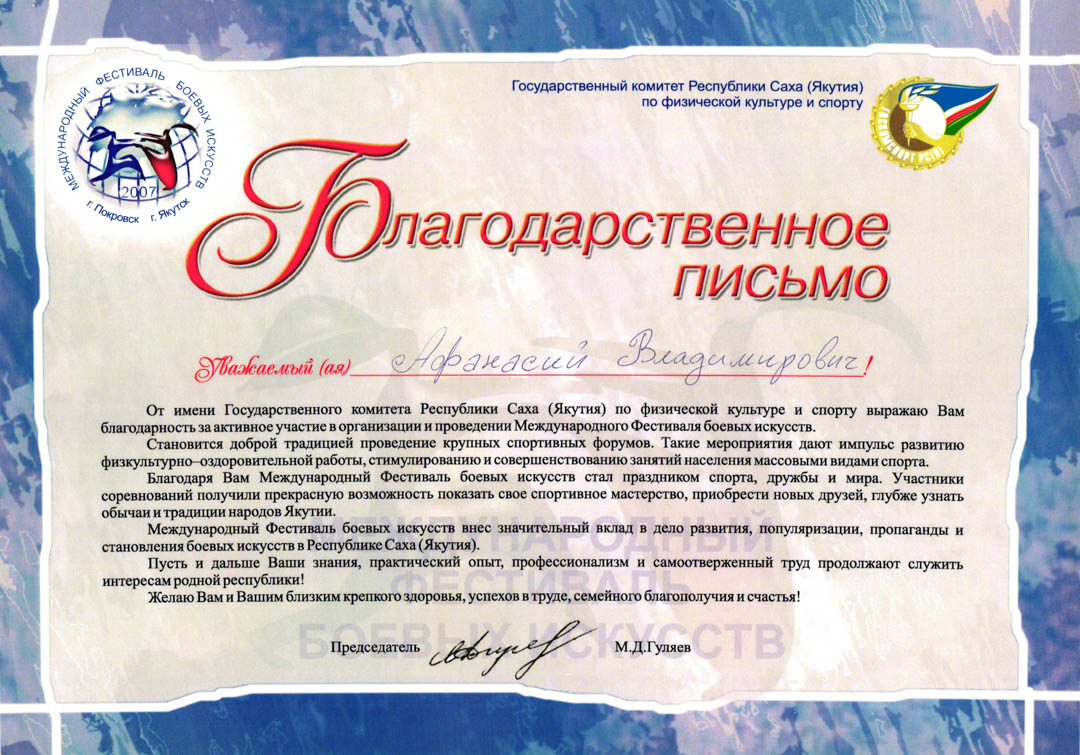 МЕЖДУНАРОДНЫЙ ФЕСТИВАЛЬ БОЕВЫХ ИСКУССТВ
2007
г. Покровск г. Якутск
Государственный комитет Республики Саха (Якутия)
по физической культуре и спорту
Благодарственное
письмо
Уважаемый (ая) Афанасий Владимирович!
От имени Государственного комитета Республики Саха (Якутия) по физической культуре и спорту выражаю Вам
благодарность за активное участие в организации и проведении Международного Фестиваля боевых искусств.
Становится доброй традицией проведение крупных спортивных форумов. Такие мероприятия дают импульс развитию
физкультурно–оздоровительной работы, стимулированию и совершенствованию занятий населения массовыми видами спорта.
Благодаря Вам Международный Фестиваль боевых искусств стал праздником спорта, дружбы и мира. Участники
соревнований получили прекрасную возможность показать свое спортивное мастерство, приобрести новых друзей, глубже узнать
обычаи и традиции народов Якутии.
Международный Фестиваль боевых искусств внес значительный вклад в дело развития, популяризации, пропаганды и
становления боевых искусств в Республике Саха (Якутия).
Пусть и дальше Ваши знания, практический опыт, профессионализм и самоотверженный труд продолжают служить
интересам родной республики!
Желаю Вам и Вашим близким крепкого здоровья, успехов в труде, семейного благополучия и счастья!
МЕЖДУНАРОДНЫЙ
ФЕСТИВАЛЬ
БОЕВЫХ ИСКУССТВ
Председатель М.Д.Гуляев